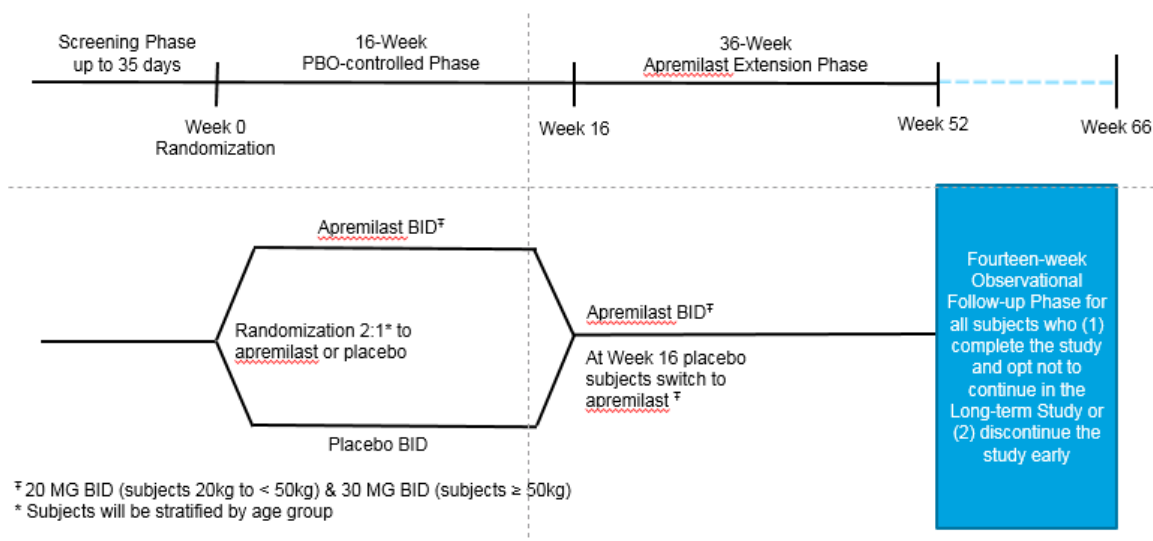 Screening Phase
up to 35 days
16-Week
PBO-controlled Phase
36-Week
Apremilast Extension Phase
Week 0
Randomization
Week 16
Week 52
Week 66
Apremilast BID⸸
Randomization 2:1* to
apremilast or placebo
Placebo BID
Apremilast BID⸸
At Week 16 placebo
subjects switch to
apremilast ⸸
Fourteen-week
Observational
Follow-up Phase for
all subjects who (1)
complete the study
and opt not to
continue in the
Long-term Study or
(2) discontinue the
study early
⸸ 20 MG BID (subjects 20kg to < 50kg) & 30 MG BID (subjects ≥ 50kg)
* Subjects will be stratified by age group